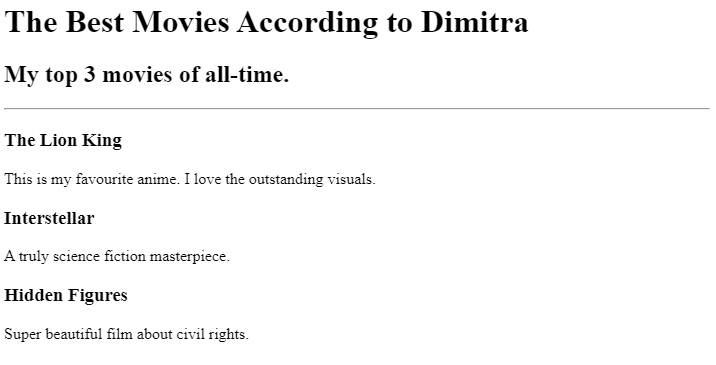 The Best Movies According to Dimitra
My top 3 movies of all-time.
The Lion King
This is my favourite anime. I love the outstanding visuals.
Interstellar
A truly science fiction masterpiece.
Hidden Figures
Super beautiful film about civil rights.